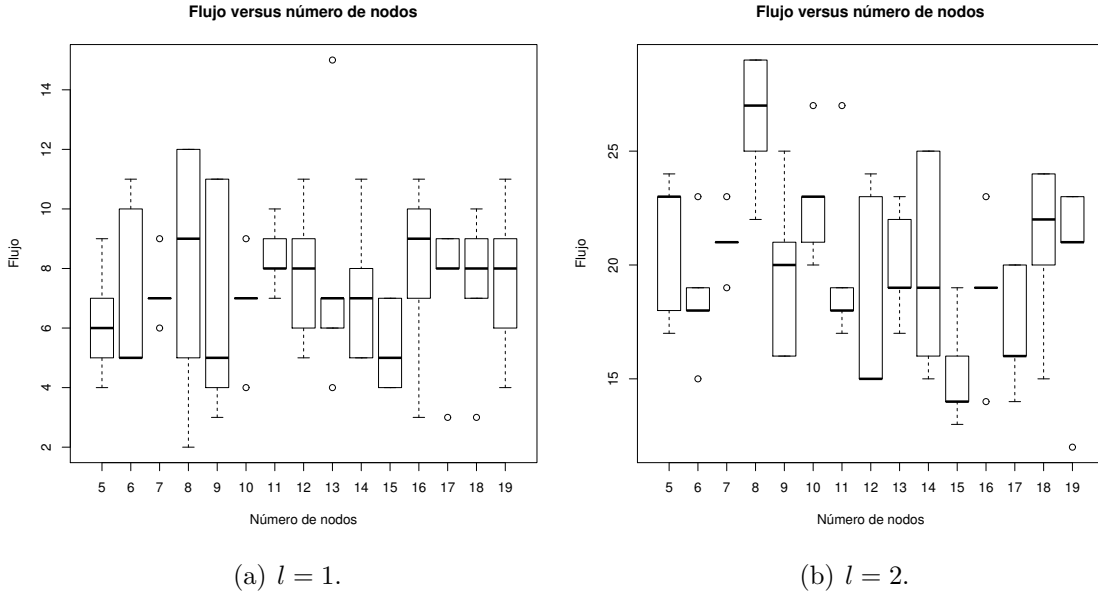 Flujo versus número de nodos
14
12
10
8
6
4
2
Flujo
5 6 7 8 9 10 11 12 13 14 15 16 17 18 19
Número de nodos
(a) l = 1.
Flujo versus número de nodos
25
20
15
Flujo
5 6 7 8 9 10 11 12 13 14 15 16 17 18 19
Número de nodos
(b) l = 2.